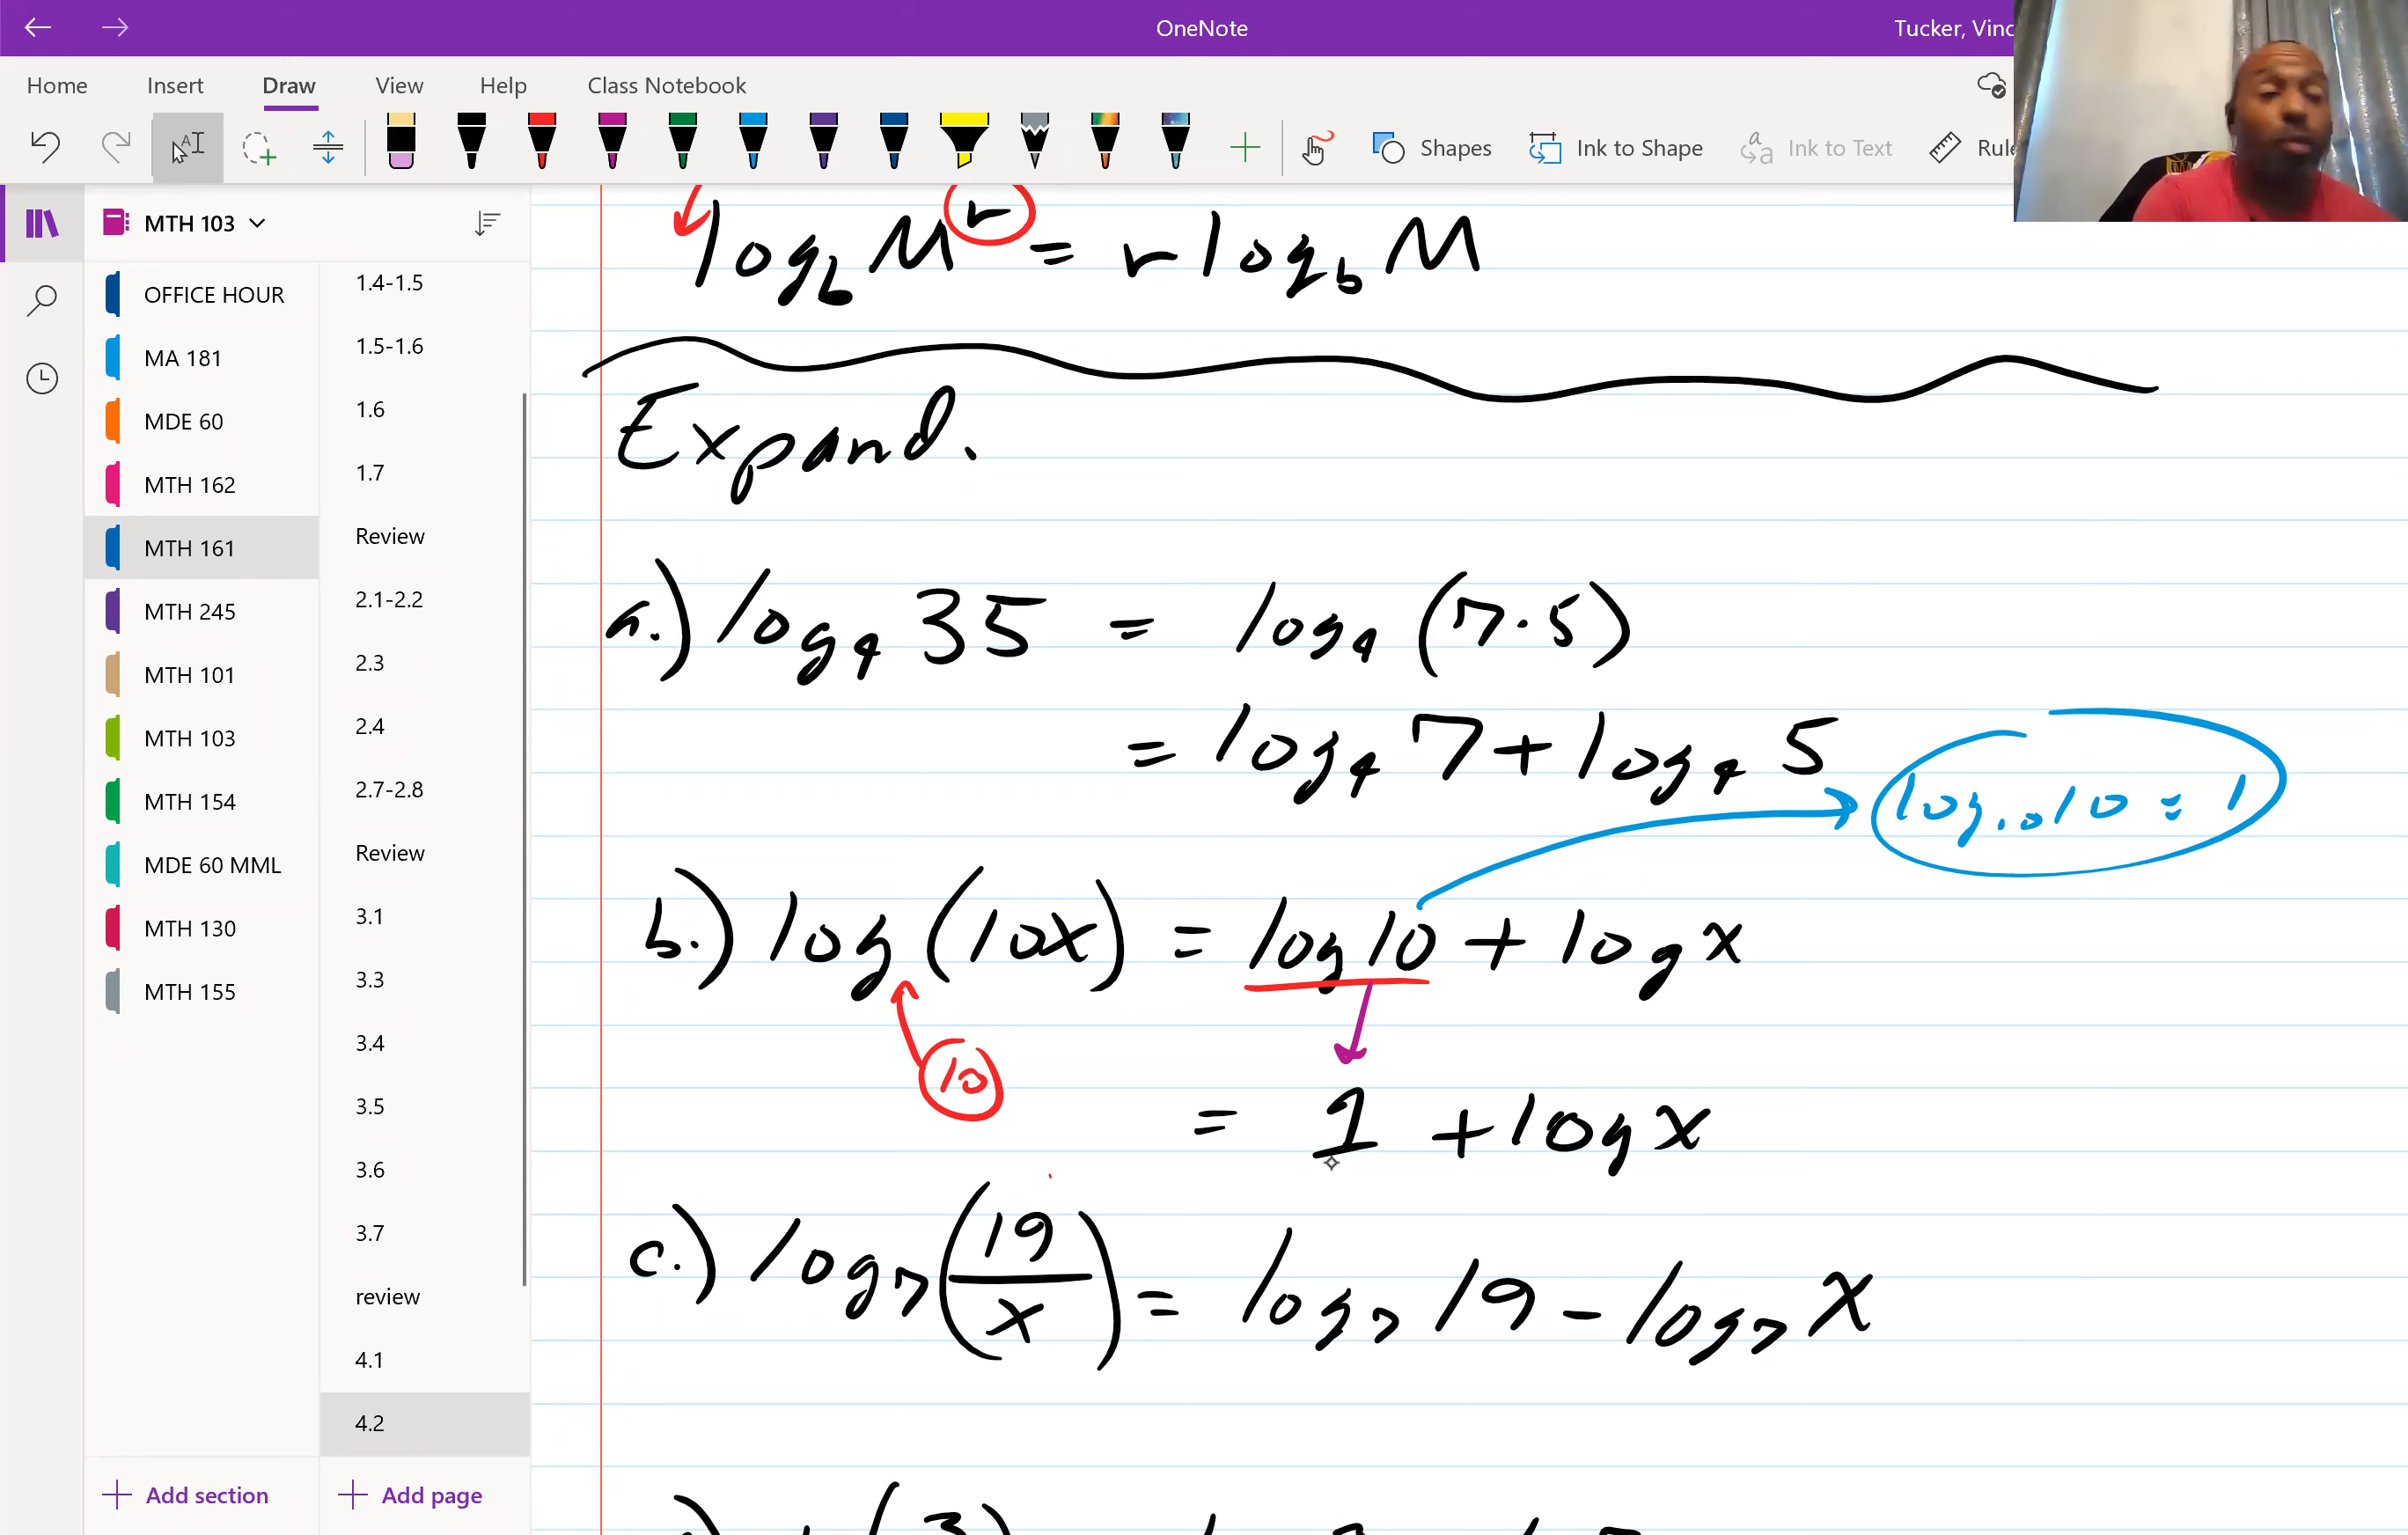 OneNote
Tucker, Vinc
Home Insert Draw View Help Class Notebook
Shapes Ink to Shape Ink to Text Rule
MTH 103
OFFICE HOUR
MA 181
MDE 60
MTH 162
MTH 161
MTH 245
MTH 101
MTH 103
MTH 154
MDE 60 MML
MTH 130
MTH 155
Add section
1.4-1.5
1.5-1.6
1.6
1.7
Review
2.1-2.2
2.3
2.4
2.7-2.8
Review
3.1
3.3
3.4
3.5
3.6
3.7
review
4.1
4.2
Add page
log_b M^r = r log_b M
Expand.
a.) log_4 35 = log_4 (7·5)
= log_4 7 + log_4 5
log_10 10 = 1
b.) log (10x) = log 10 + log x
10
= 1 + log x
c.) log_7 (19/x) = log_7 19 - log_7 x